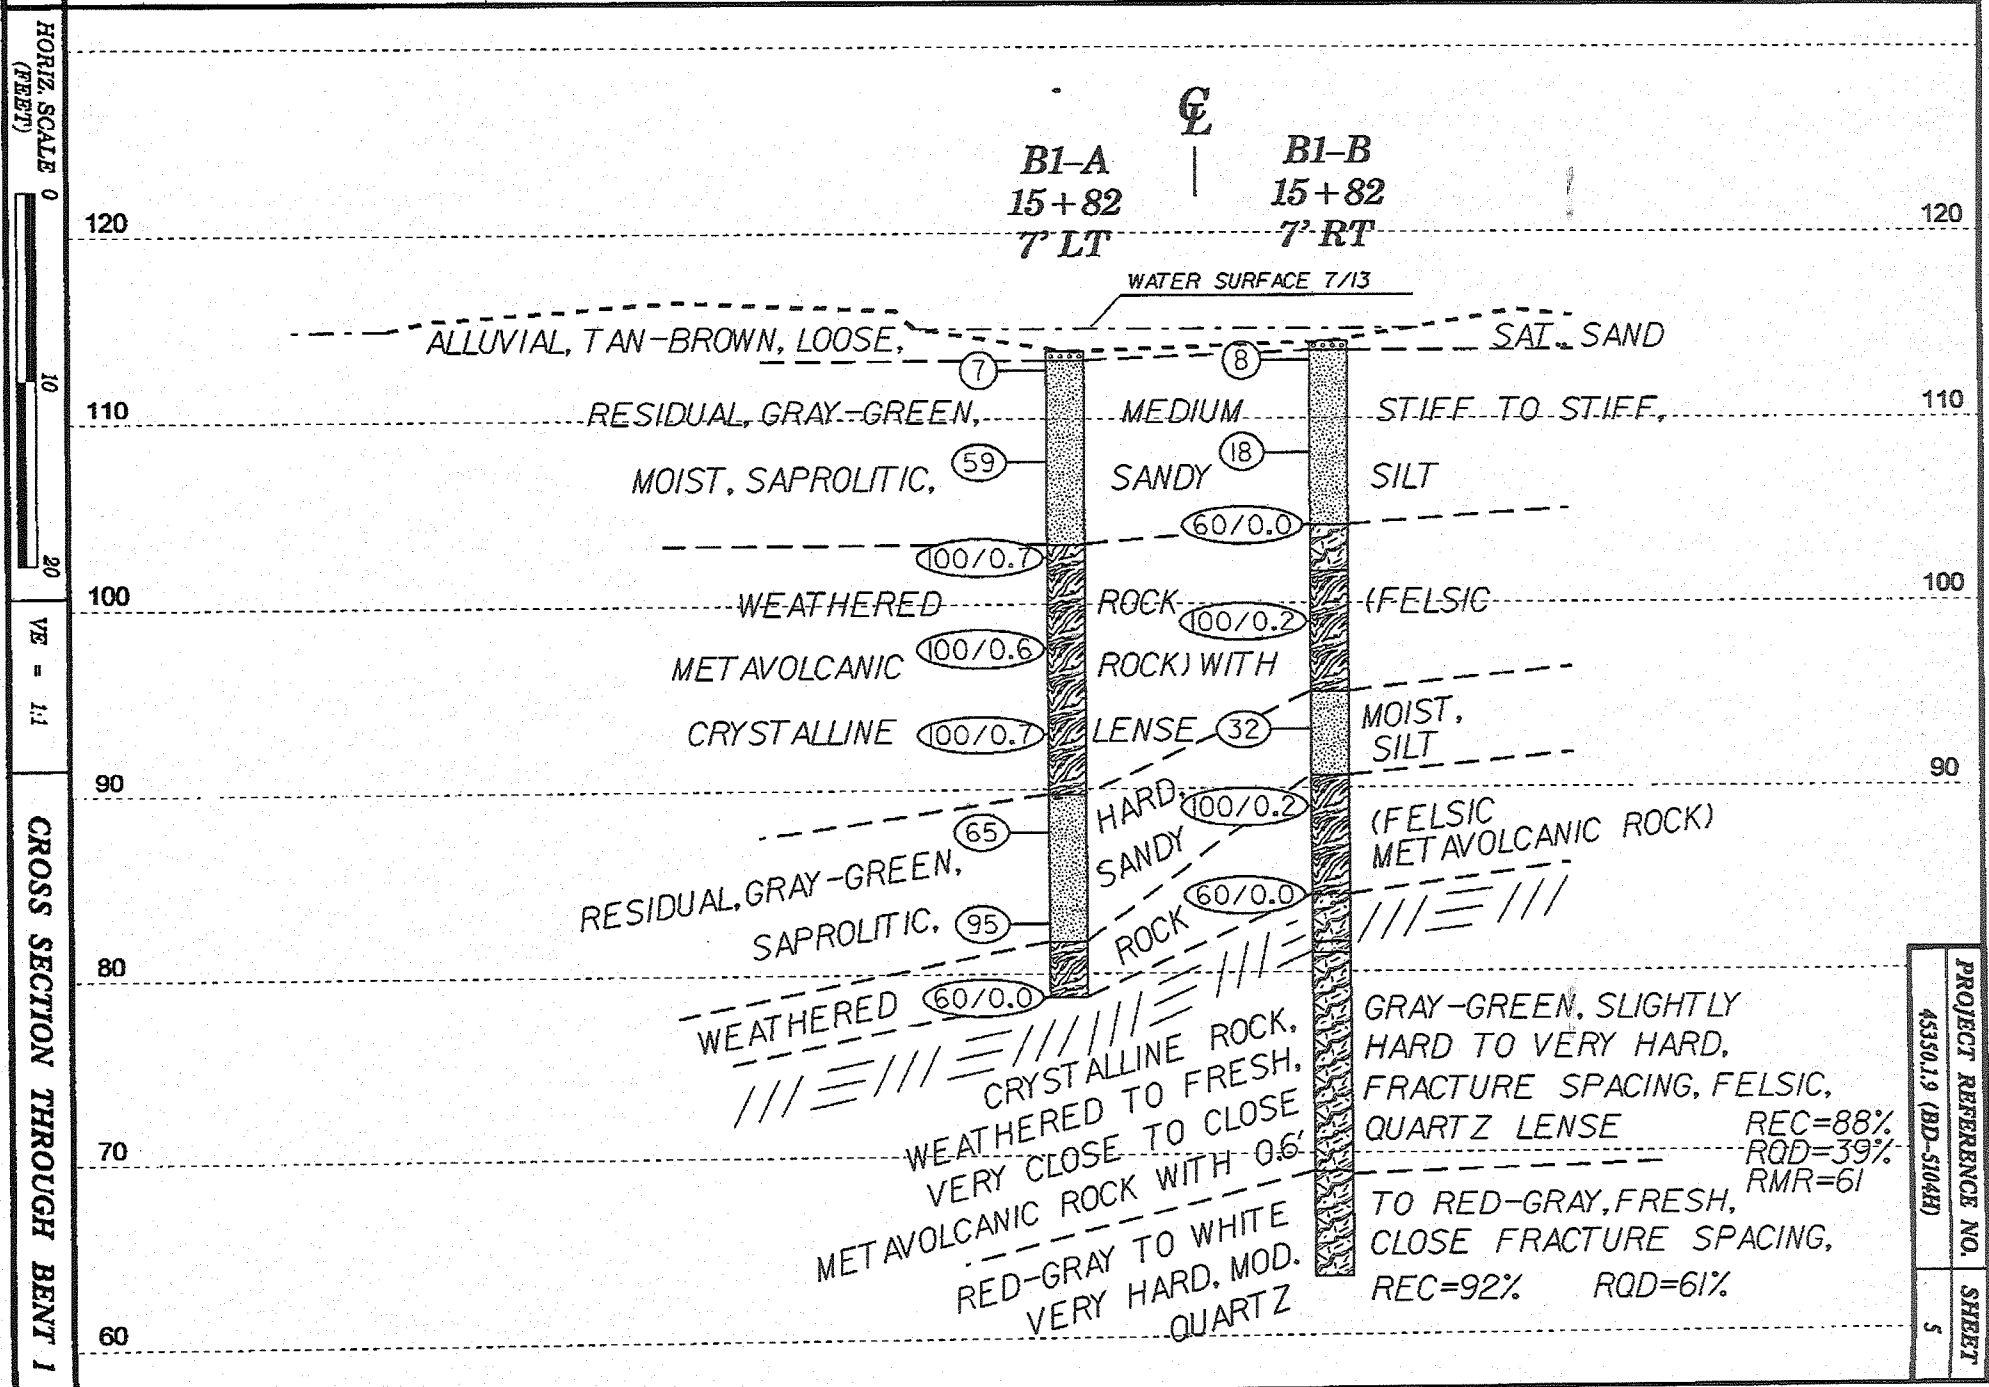 HORIZ. SCALE
(FEET)
0
10
20
VE = 1:1
CROSS SECTION THROUGH BENT 1
℄
B1-A
15+82
7' LT
B1-B
15+82
7' RT
120
120
WATER SURFACE 7/13
ALLUVIAL, TAN-BROWN, LOOSE, SAT., SAND
7
8
110
RESIDUAL, GRAY-GREEN, MEDIUM STIFF TO STIFF,
110
59
18
MOIST, SAPROLITIC, SANDY SILT
60/0.0
100/0.7
100
WEATHERED ROCK (FELSIC
100
100/0.2
100/0.6
METAVOLCANIC ROCK) WITH
CRYSTALLINE LENSE
100/0.7
32
90
90
RESIDUAL, GRAY-GREEN, HARD, MOIST,
65
100/0.2
SAPROLITIC, SANDY SILT
95
60/0.0
80
WEATHERED ROCK (FELSIC
METAVOLCANIC ROCK)
60/0.0
CRYSTALLINE ROCK, GRAY-GREEN, SLIGHTLY
WEATHERED TO FRESH, HARD TO VERY HARD,
VERY CLOSE TO CLOSE FRACTURE SPACING, FELSIC,
METAVOLCANIC ROCK WITH 0.6' QUARTZ LENSE
REC=88%
RQD=39%
RMR=61
70
RED-GRAY TO WHITE TO RED-GRAY, FRESH,
VERY HARD, MOD. CLOSE FRACTURE SPACING,
QUARTZ REC=92% RQD=61%
60
PROJECT REFERENCE NO.
SHEET
45350.1.9 (BD-5104H)
5